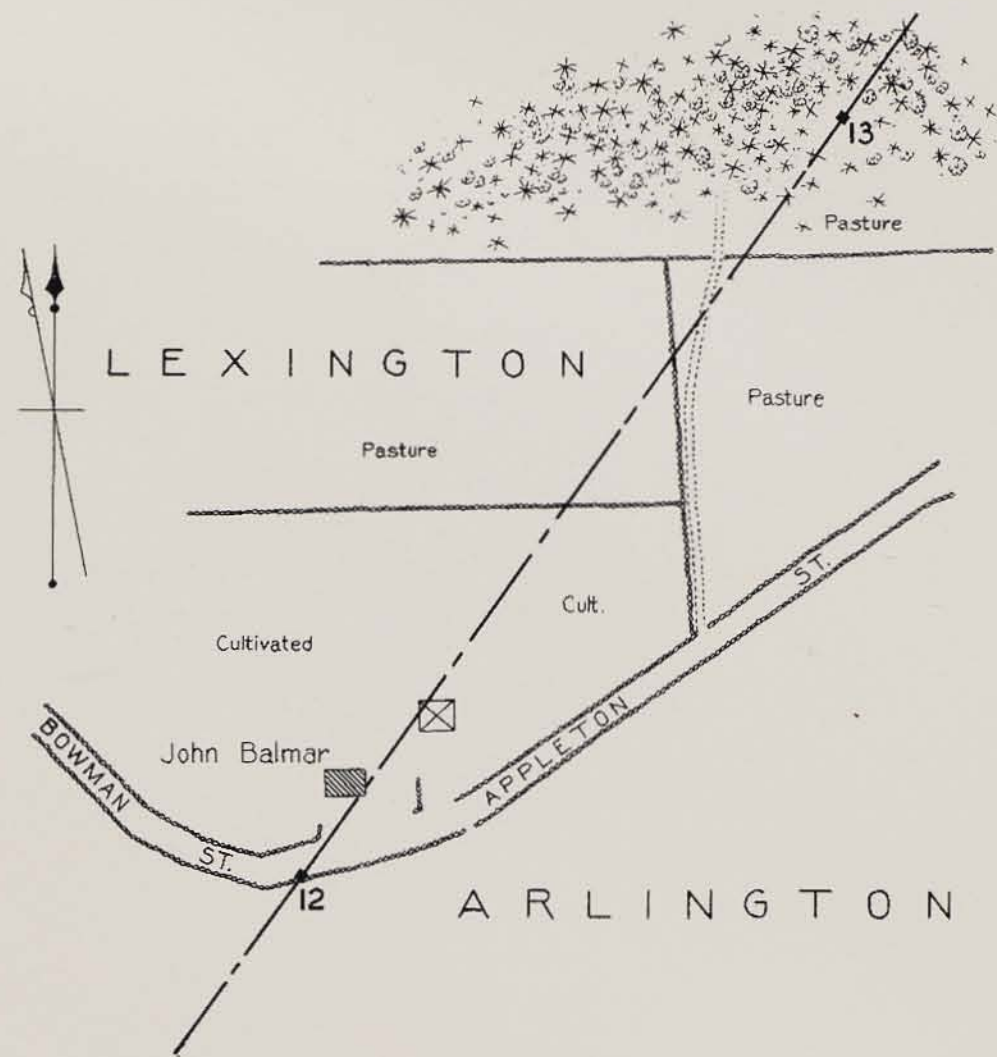 13
Pasture
LEXINGTON
Pasture
Pasture
Cult.
Cultivated
APPLETON ST.
BOWMAN ST.
John Balmar
12
ARLINGTON